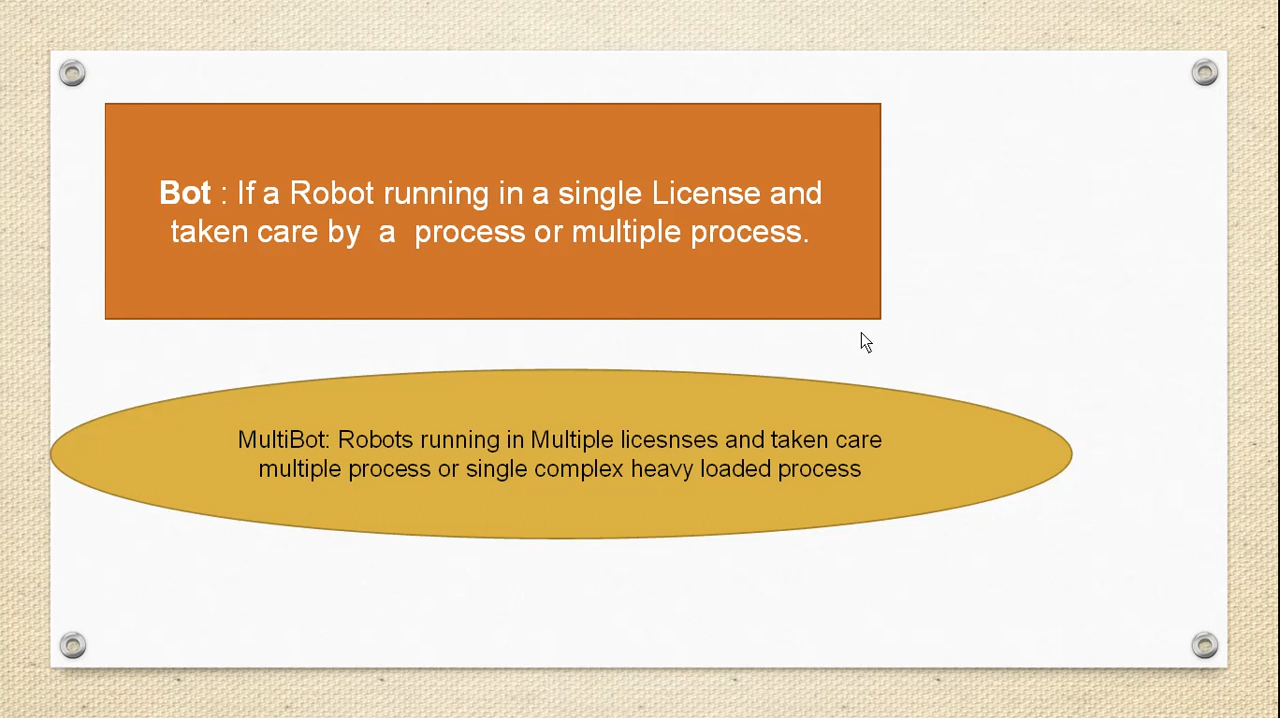 Bot : If a Robot running in a single License and
taken care by a process or multiple process.
MultiBot: Robots running in Multiple licesnses and taken care
multiple process or single complex heavy loaded process